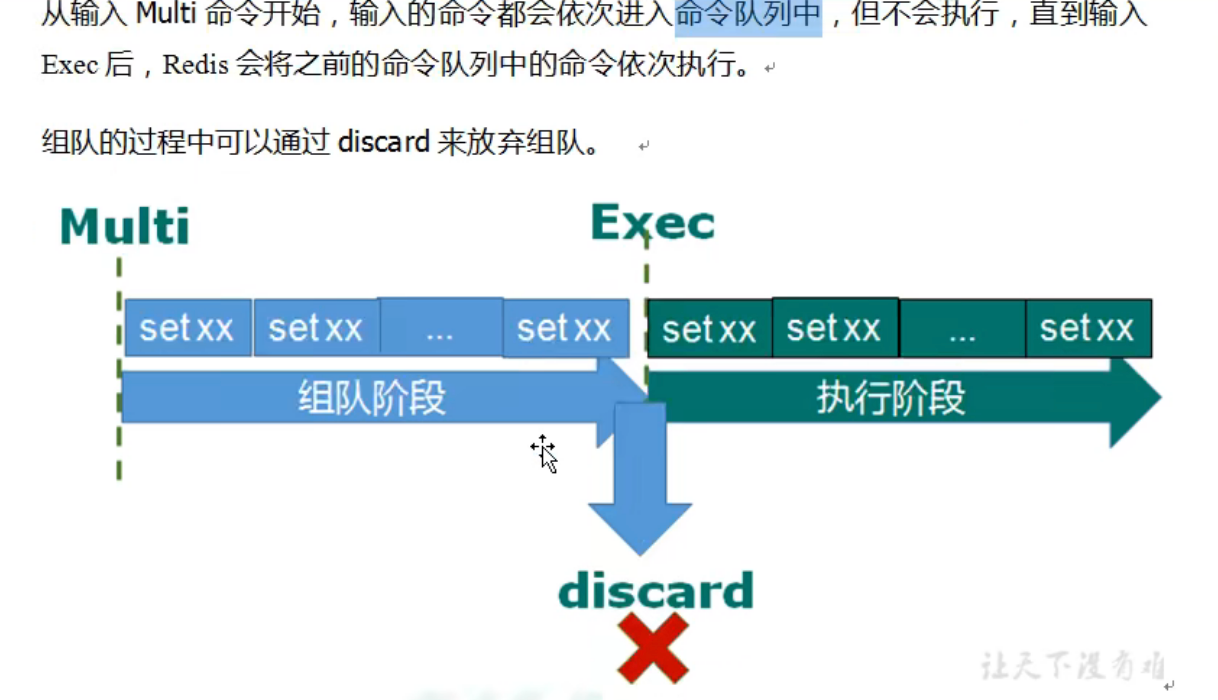 从输入 Multi 命令开始，输入的命令都会依次进入命令队列中，但不会执行，直到输入
Exec 后，Redis 会将之前的命令队列中的命令依次执行。
组队的过程中可以通过 discard 来放弃组队。
Multi
Exec
set xx set xx ... set xx set xx set xx ... set xx
组队阶段 执行阶段
discard
让天下没有难